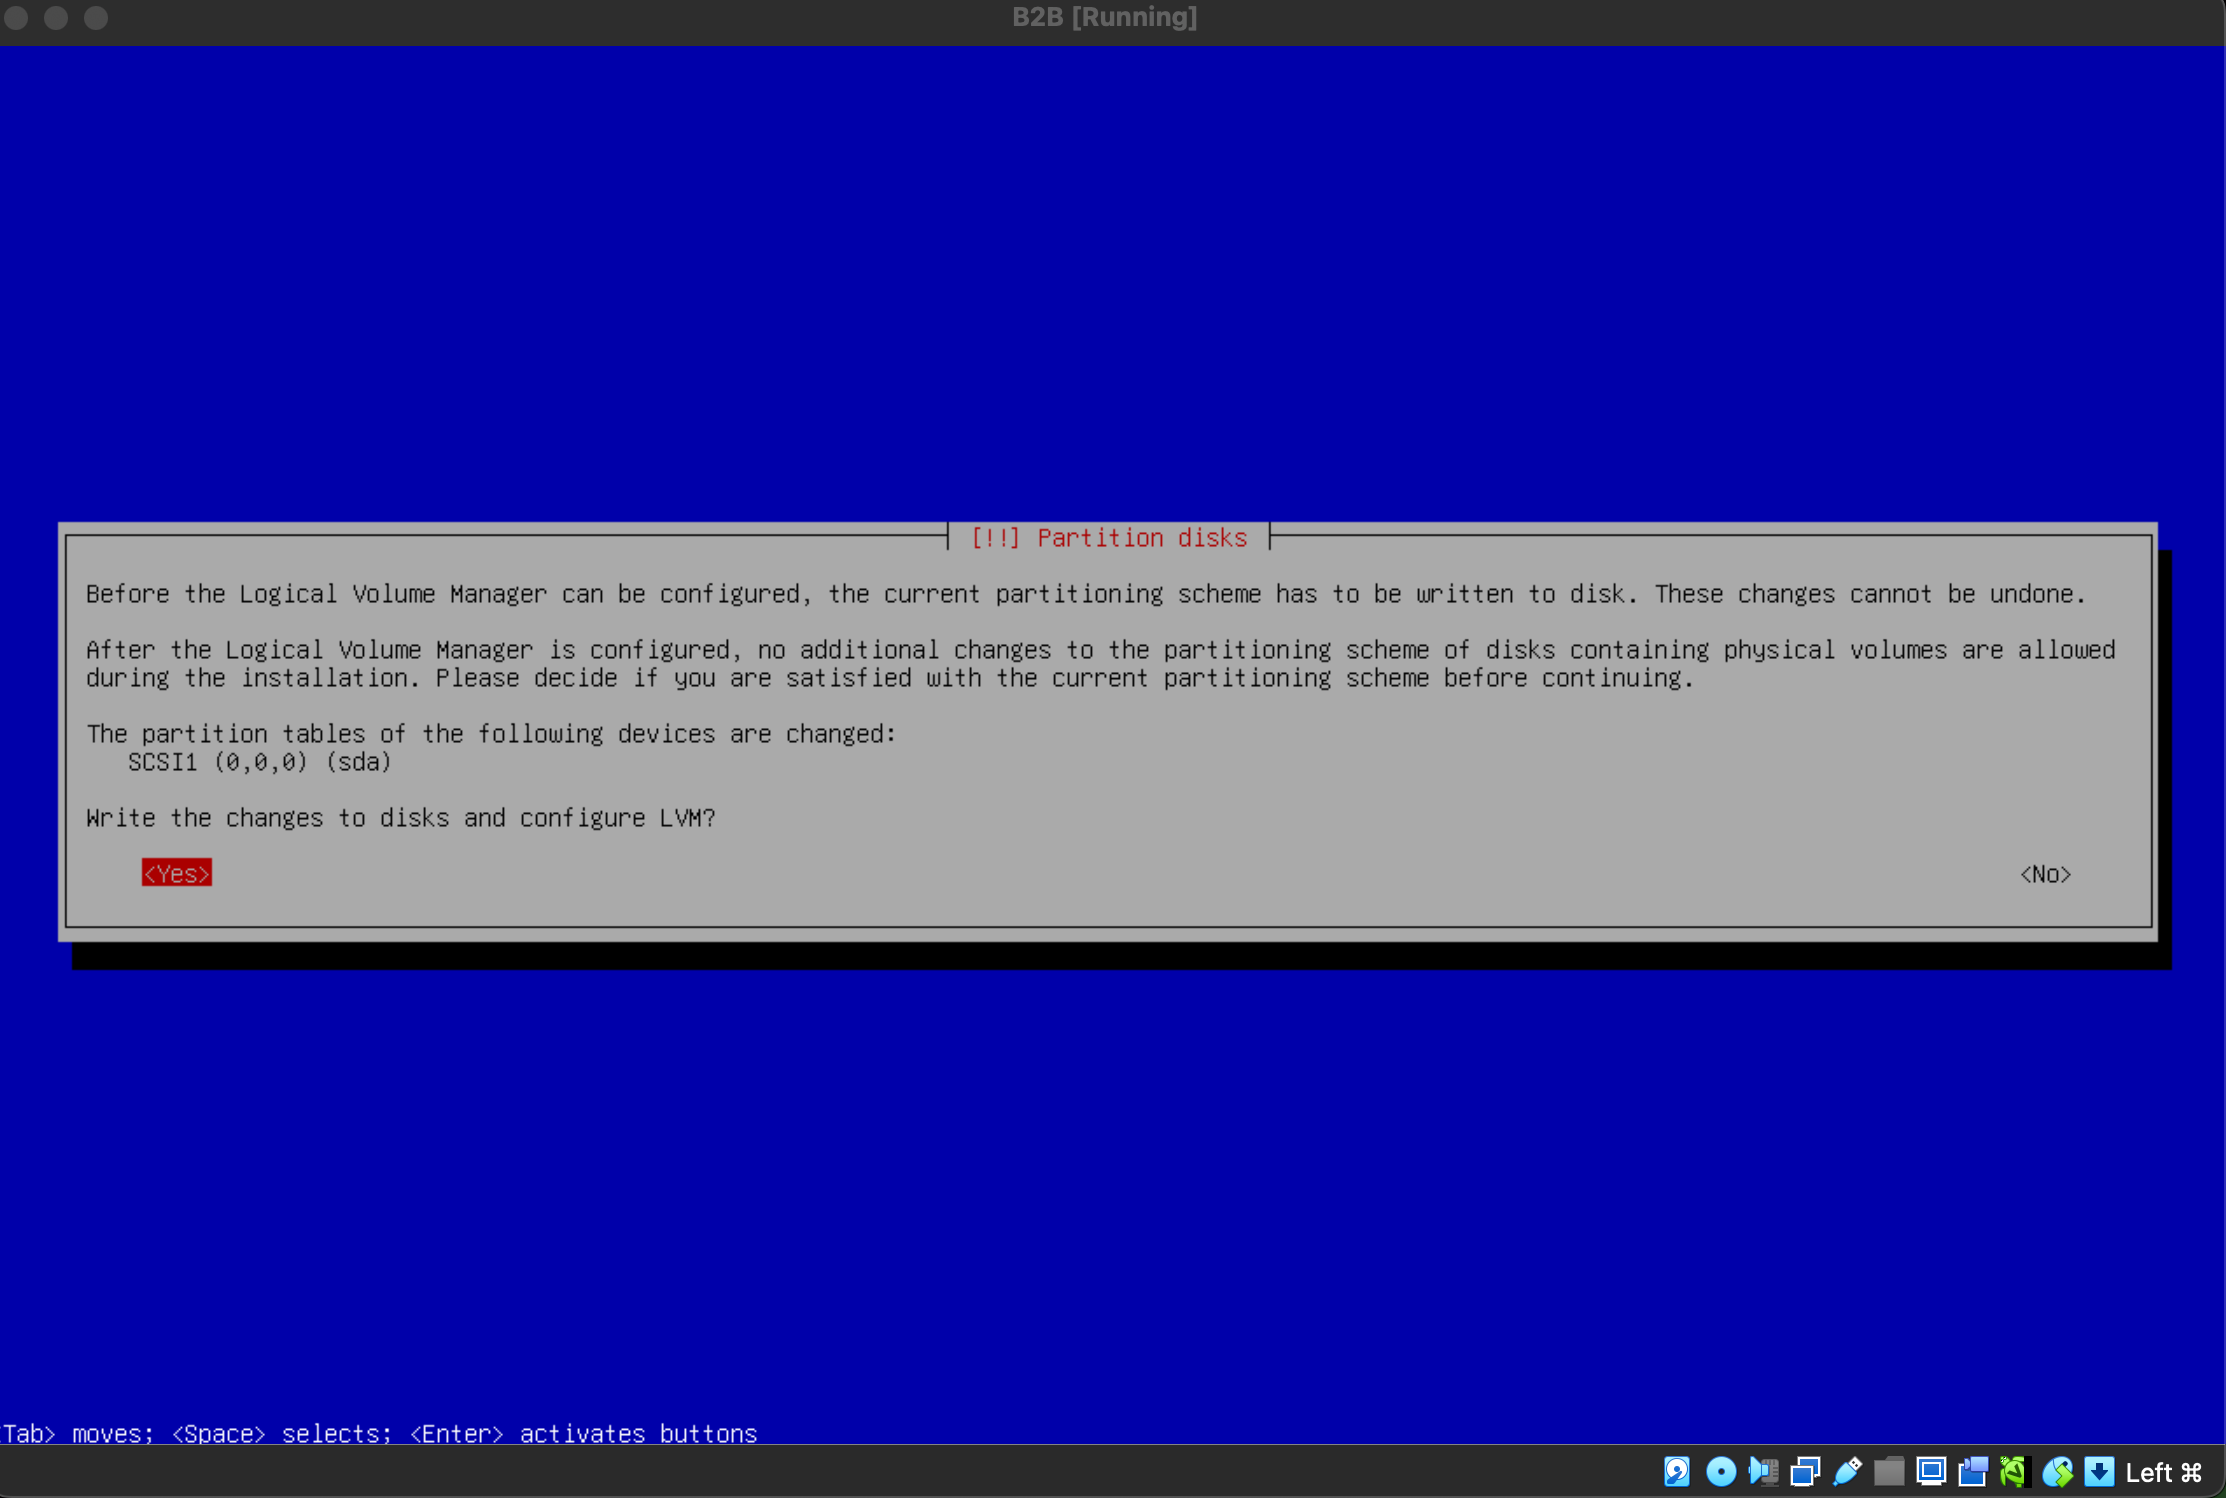 B2B [Running]
[!!] Partition disks
Before the Logical Volume Manager can be configured, the current partitioning scheme has to be written to disk. These changes cannot be undone.
After the Logical Volume Manager is configured, no additional changes to the partitioning scheme of disks containing physical volumes are allowed
during the installation. Please decide if you are satisfied with the current partitioning scheme before continuing.
The partition tables of the following devices are changed:
SCSI1 (0,0,0) (sda)
Write the changes to disks and configure LVM?
<Yes> <No>
Tab> moves; <Space> selects; <Enter> activates buttons
Left ⌘